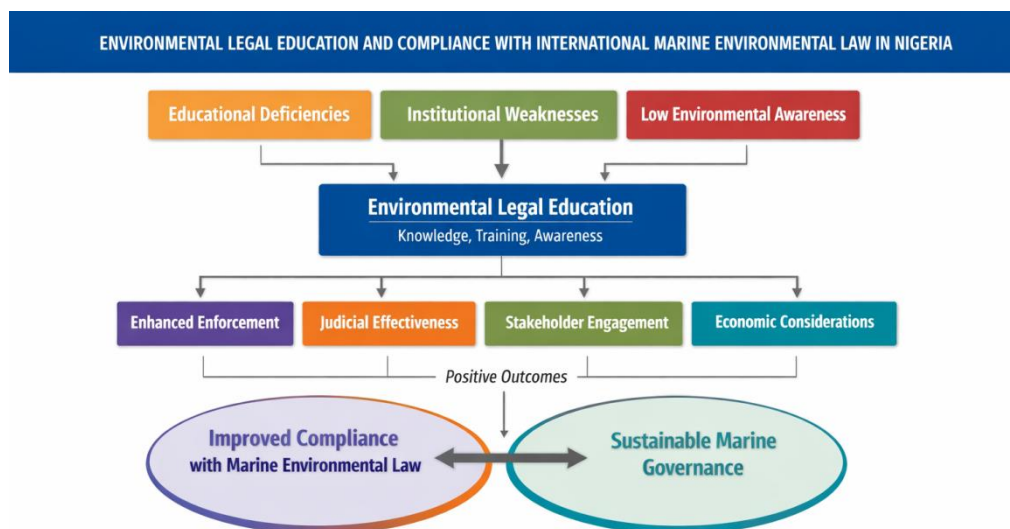 ENVIRONMENTAL LEGAL EDUCATION AND COMPLIANCE WITH INTERNATIONAL MARINE ENVIRONMENTAL LAW IN NIGERIA
Educational Deficiencies
Institutional Weaknesses
Low Environmental Awareness
Environmental Legal Education
Knowledge, Training, Awareness
Enhanced Enforcement
Judicial Effectiveness
Stakeholder Engagement
Economic Considerations
Positive Outcomes
Improved Compliance
with Marine Environmental Law
Sustainable Marine
Governance